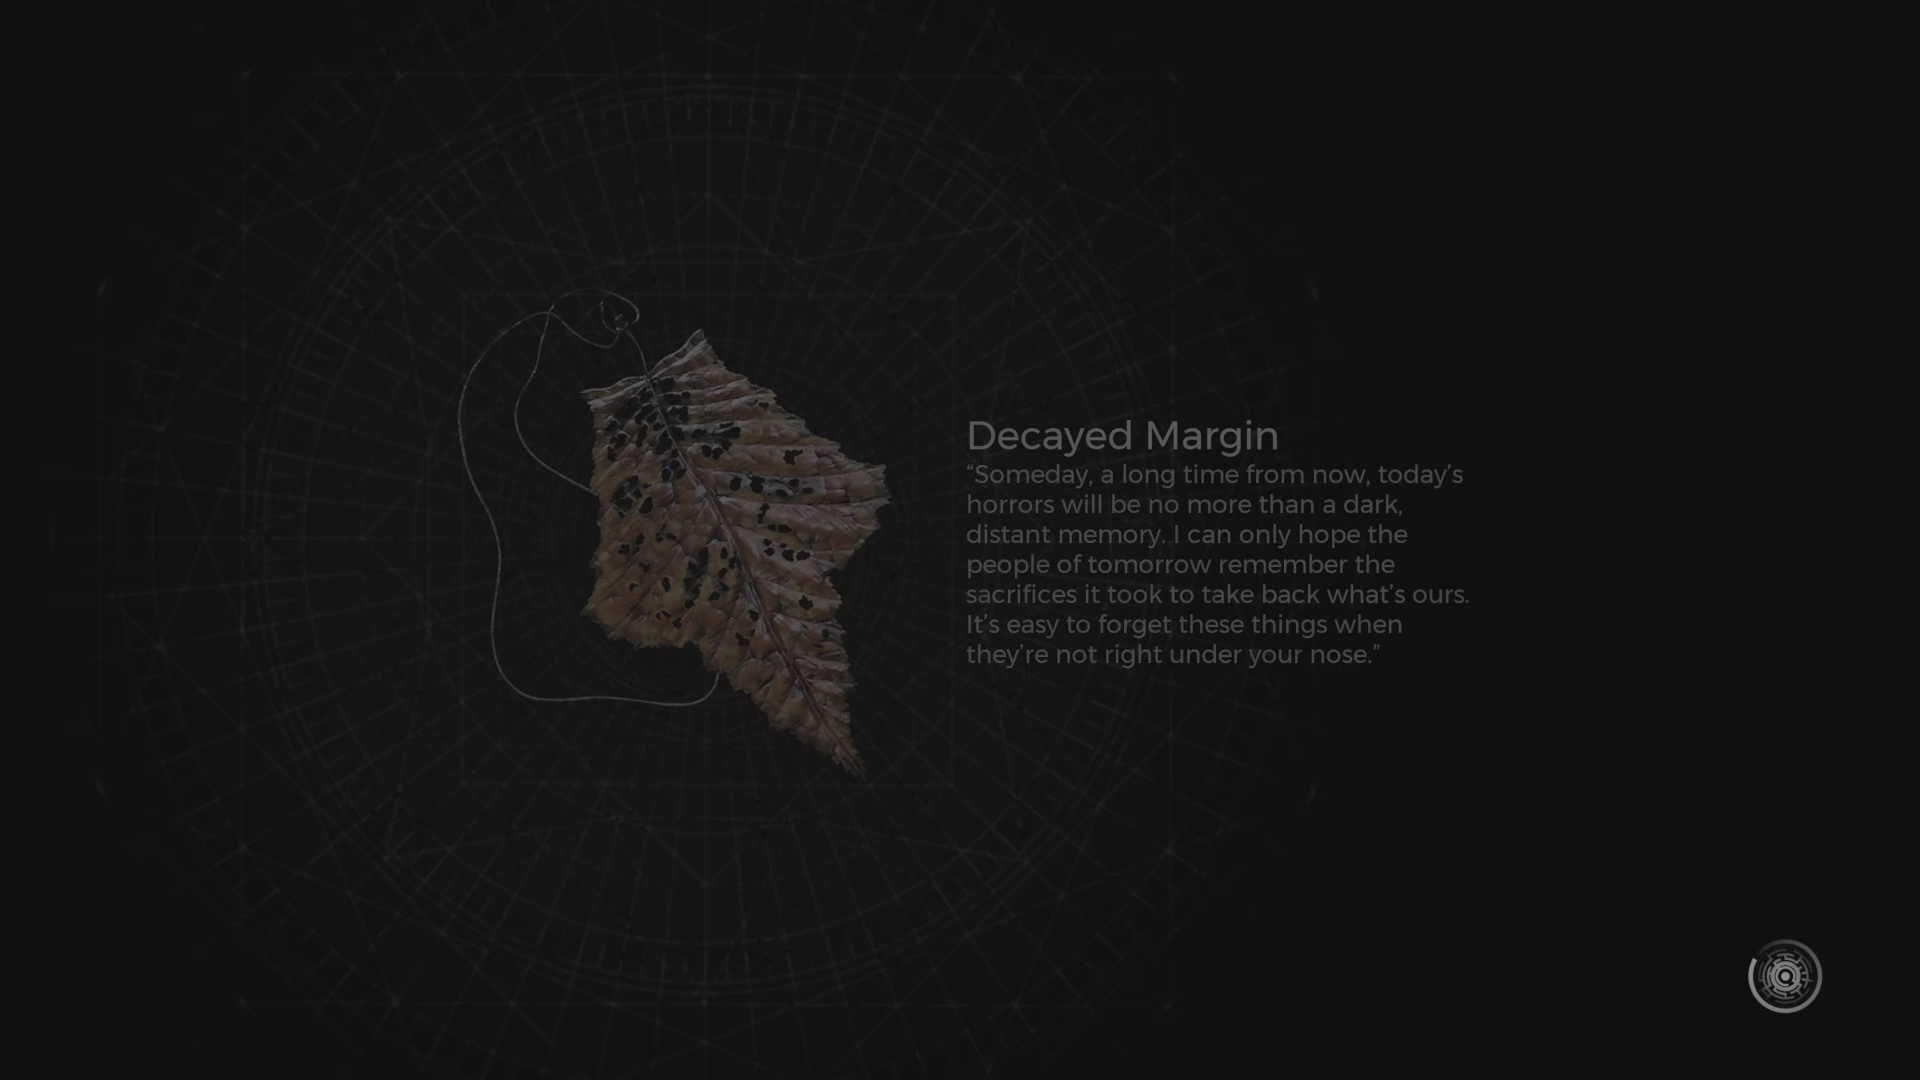 Decayed Margin
“Someday, a long time from now, today’s
horrors will be no more than a dark,
distant memory. I can only hope the
people of tomorrow remember the
sacrifices it took to take back what’s ours.
It’s easy to forget these things when
they’re not right under your nose.”